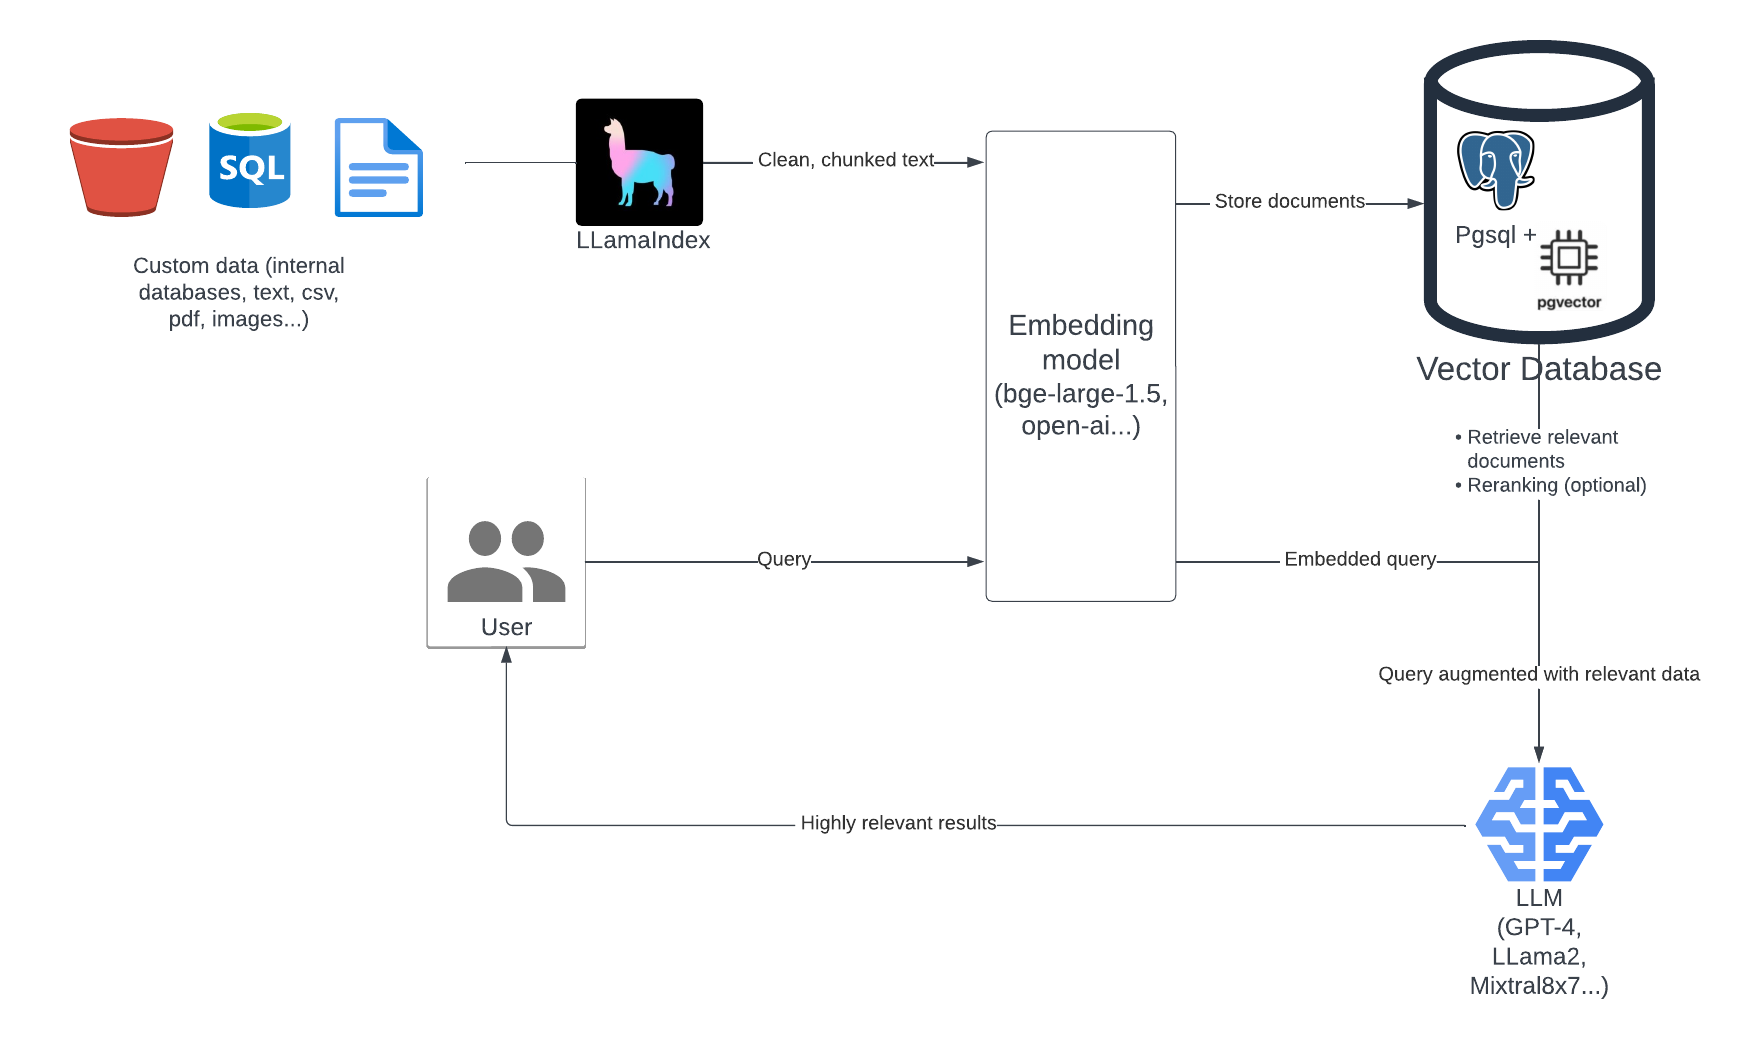 SQL
Custom data (internal
databases, text, csv,
pdf, images...)
LLamaIndex
Clean, chunked text
Embedding
model
(bge-large-1.5,
open-ai...)
Store documents
Pgsql +
pgvector
Vector Database
• Retrieve relevant
documents
• Reranking (optional)
User
Query
Embedded query
Query augmented with relevant data
Highly relevant results
LLM
(GPT-4,
LLama2,
Mixtral8x7...)